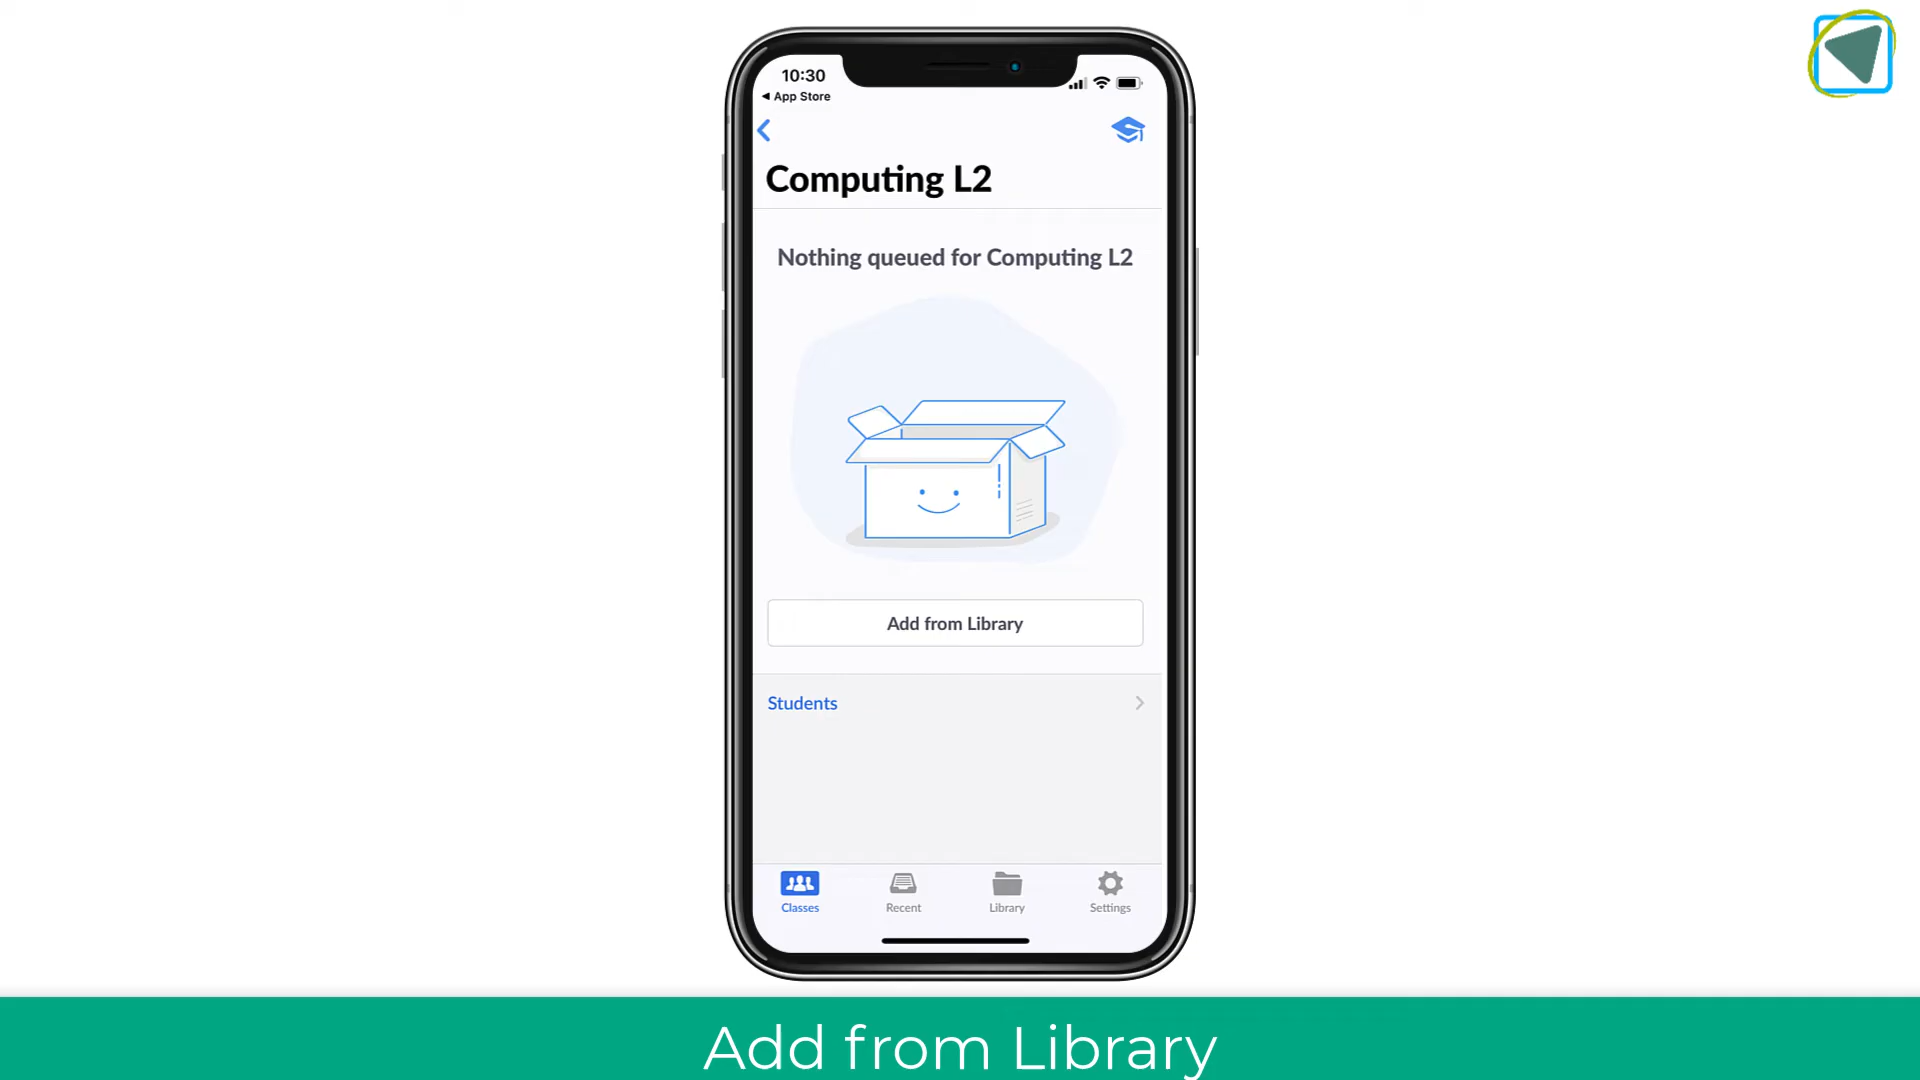 10:30
App Store
Computing L2
Nothing queued for Computing L2
Add from Library
Students
Classes
Recent
Library
Settings
Add from Library